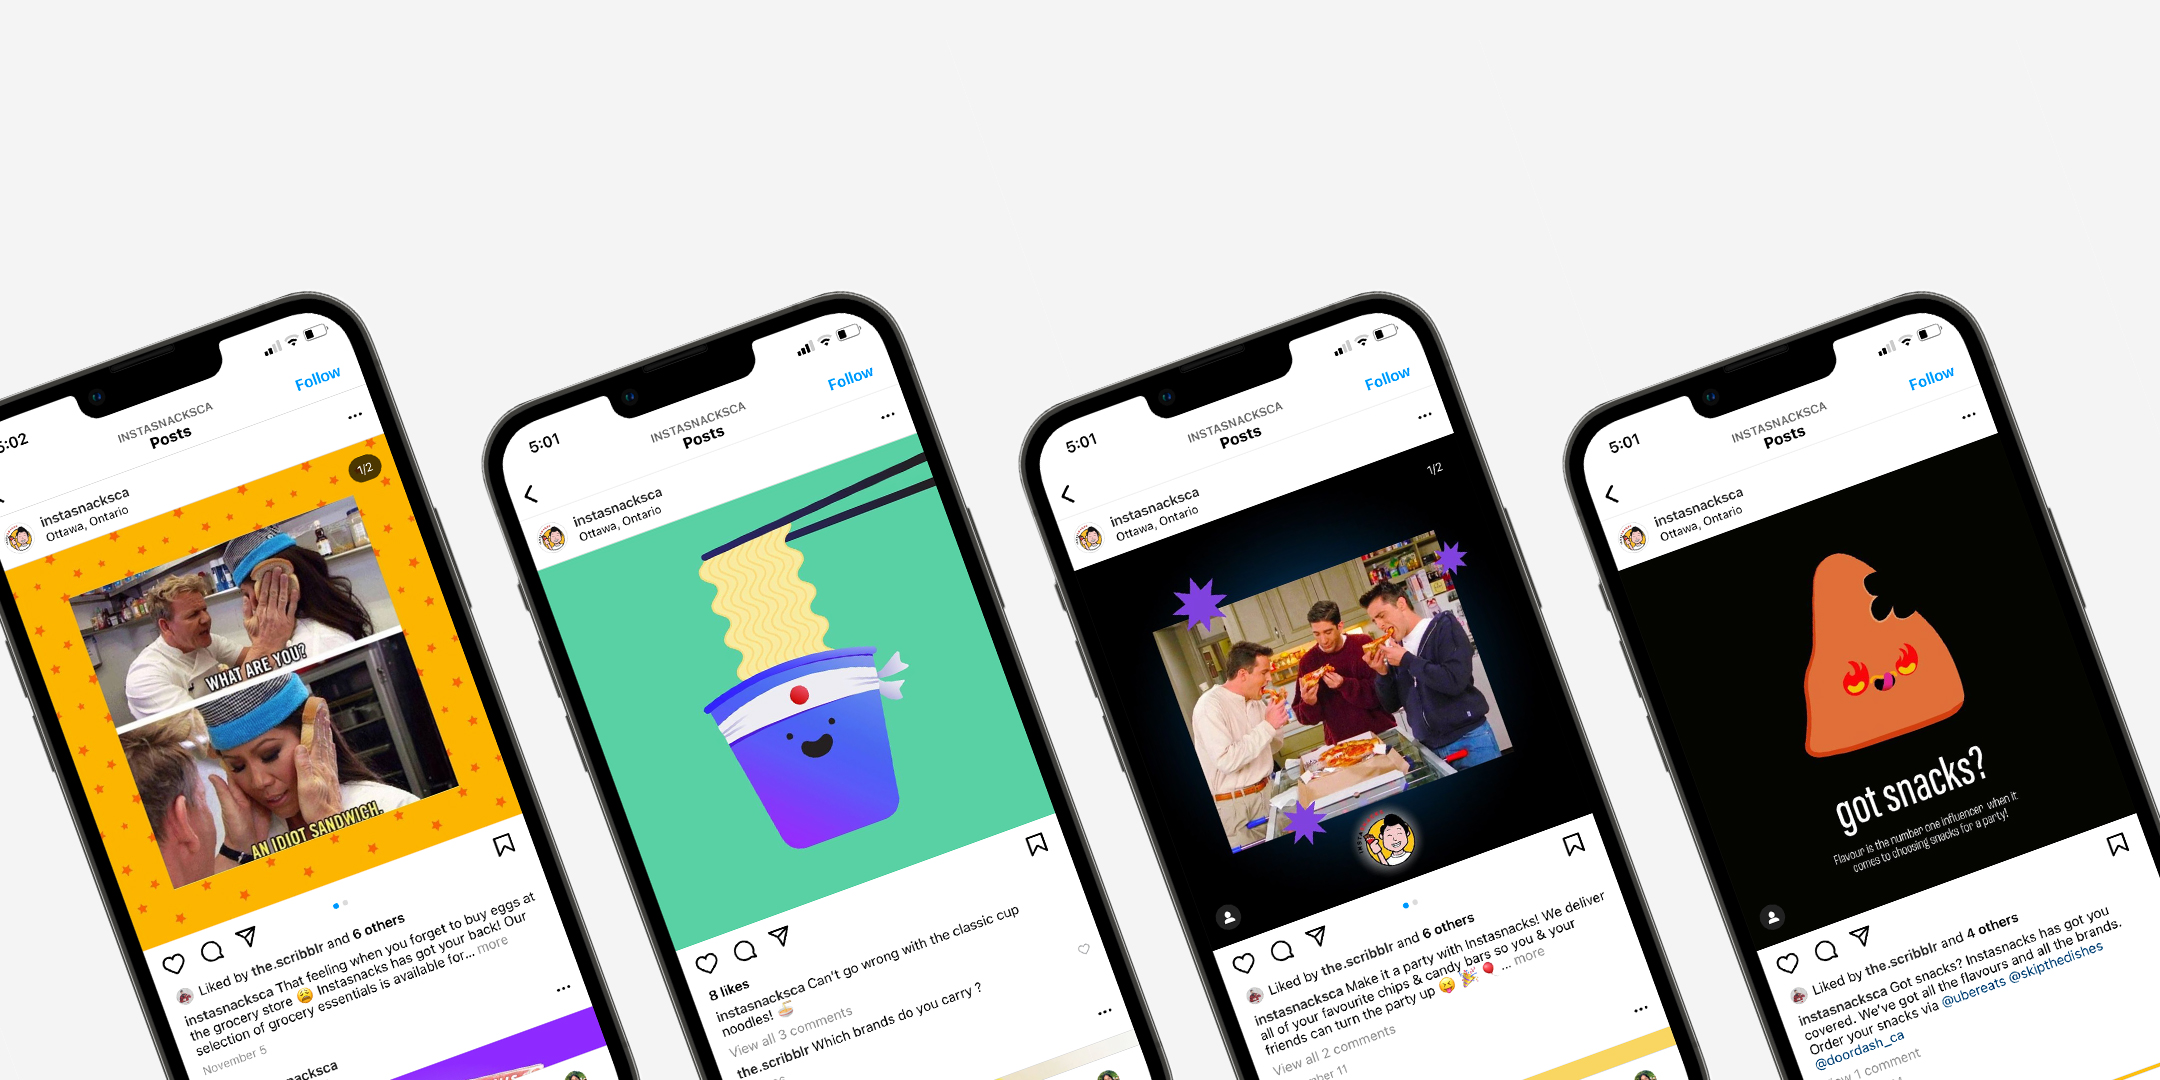 5:02
INSTASNACKSCA
Posts
Follow
instasnacksca
Ottawa, Ontario
1/2
WHAT ARE YOU?
AN IDIOT SANDWICH.
Liked by the.scribblr and 6 others
instasnacksca That feeling when you forget to buy eggs at
the grocery store 😩 Instasnacks has got your back! Our
selection of grocery essentials is available for... more
November 5
5:01
INSTASNACKSCA
Posts
Follow
instasnacksca
Ottawa, Ontario
8 likes
instasnacksca Can't go wrong with the classic cup
noodles! 🍜
View all 3 comments
the.scribblr Which brands do you carry ?
5:01
INSTASNACKSCA
Posts
Follow
instasnacksca
Ottawa, Ontario
1/2
Liked by the.scribblr and 6 others
instasnacksca Make it a party with Instasnacks! We deliver
all of your favourite chips & candy bars so you & your
friends can turn the party up 😝 🎉 🎈 ... more
View all 2 comments
5:01
INSTASNACKSCA
Posts
Follow
instasnacksca
Ottawa, Ontario
got snacks?
Flavour is the number one influencer when it
comes to choosing snacks for a party!
Liked by the.scribblr and 4 others
instasnacksca Got snacks? Instasnacks has got you
covered. We've got all the flavours and all the brands.
Order your snacks via @ubereats @skipthedishes
@doordash_ca
1 comment